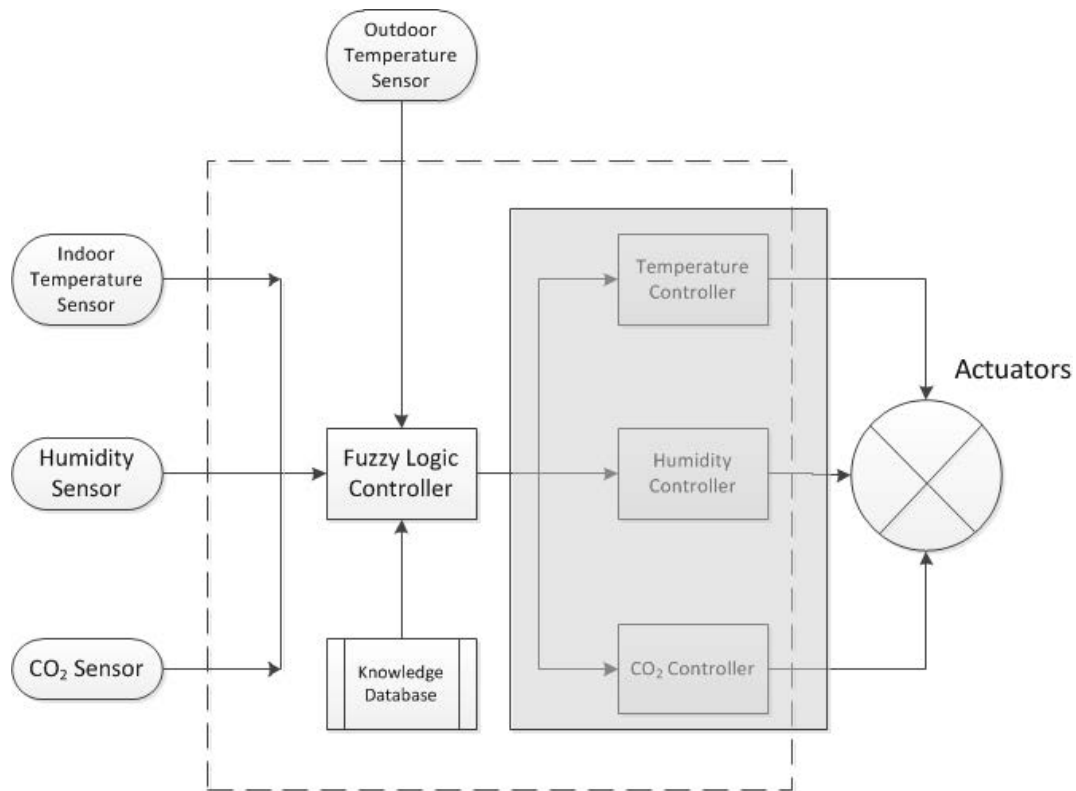 Outdoor
Temperature
Sensor
Indoor
Temperature
Sensor
Temperature
Controller
Actuators
Humidity
Sensor
Fuzzy Logic
Controller
Humidity
Controller
CO₂ Sensor
Knowledge
Database
CO₂ Controller